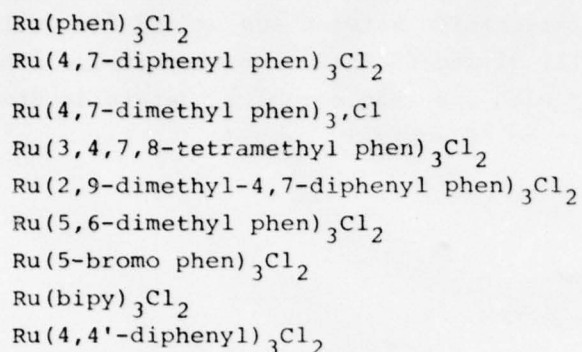 Ru(phen)3Cl2
Ru(4,7-diphenyl phen)3Cl2
Ru(4,7-dimethyl phen)3,Cl
Ru(3,4,7,8-tetramethyl phen)3Cl2
Ru(2,9-dimethyl-4,7-diphenyl phen)3Cl2
Ru(5,6-dimethyl phen)3Cl2
Ru(5-bromo phen)3Cl2
Ru(bipy)3Cl2
Ru(4,4'-diphenyl)3Cl2